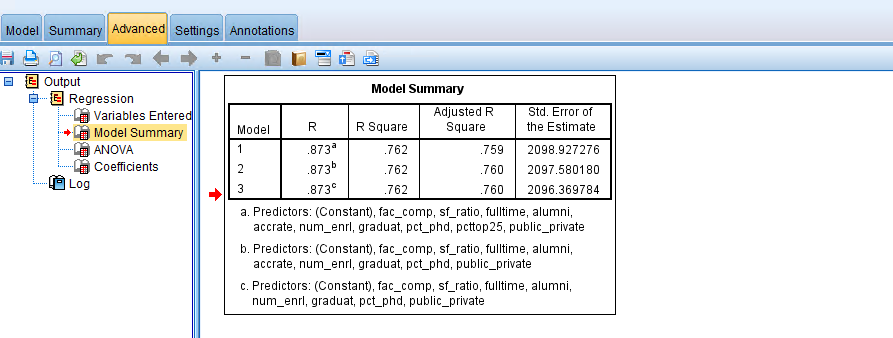 Model Summary Advanced Settings Annotations
Output
Regression
Variables Entered
Model Summary
ANOVA
Coefficients
Log
Model Summary
Model R R Square Adjusted R Square Std. Error of the Estimate
1 .873a .762 .759 2098.927276
2 .873b .762 .760 2097.580180
3 .873c .762 .760 2096.369784
a. Predictors: (Constant), fac_comp, sf_ratio, fulltime, alumni,
accrate, num_enrl, graduat, pct_phd, pcttop25, public_private
b. Predictors: (Constant), fac_comp, sf_ratio, fulltime, alumni,
accrate, num_enrl, graduat, pct_phd, public_private
c. Predictors: (Constant), fac_comp, sf_ratio, fulltime, alumni,
num_enrl, graduat, pct_phd, public_private